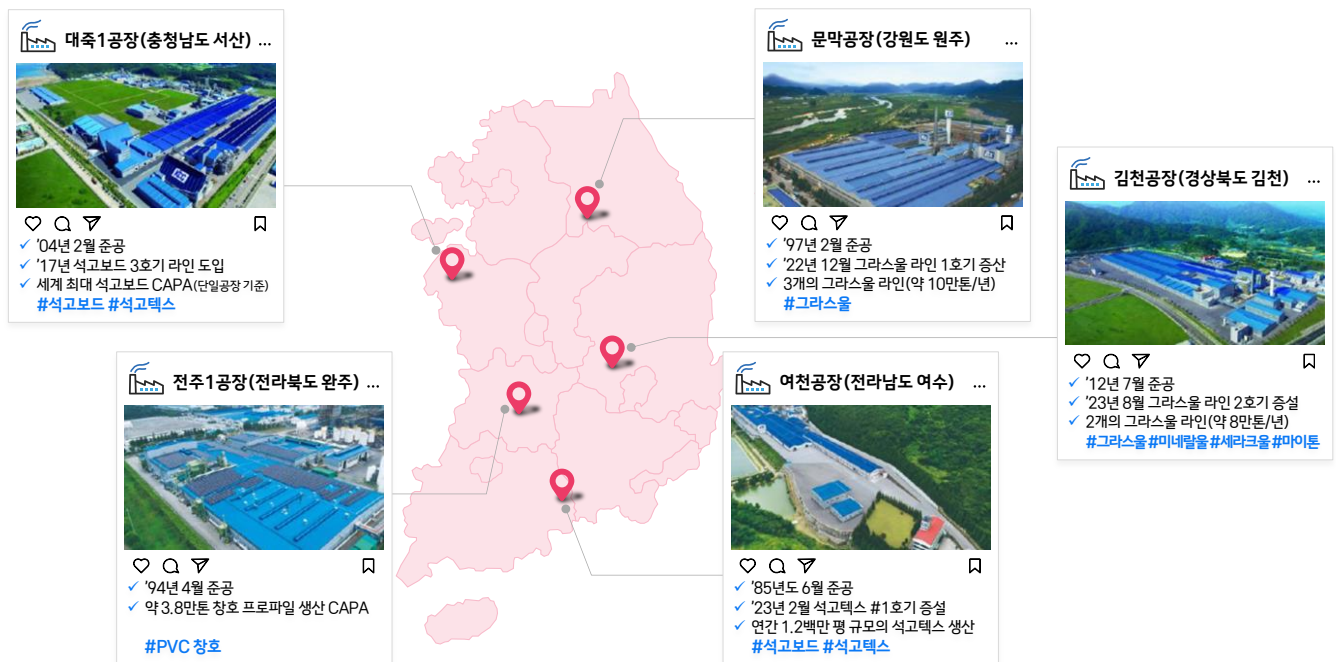 대죽1공장(충청남도 서산) ...
’04년 2월 준공
’17년 석고보드 3호기 라인 도입
세계 최대 석고보드 CAPA(단일공장 기준)
#석고보드 #석고텍스
문막공장(강원도 원주) ...
’97년 2월 준공
’22년 12월 그라스울 라인 1호기 증산
3개의 그라스울 라인(약 10만톤/년)
#그라스울
김천공장(경상북도 김천) ...
’12년 7월 준공
’23년 8월 그라스울 라인 2호기 증설
2개의 그라스울 라인(약 8만톤/년)
#그라스울#미네랄울#세라크울#마이톤
전주1공장(전라북도 완주) ...
’94년 4월 준공
약 3.8만톤 창호 프로파일 생산 CAPA
#PVC 창호
여천공장(전라남도 여수) ...
’85년도 6월 준공
’23년 2월 석고텍스 #1호기 증설
연간 1.2백만 평 규모의 석고텍스 생산
#석고보드 #석고텍스